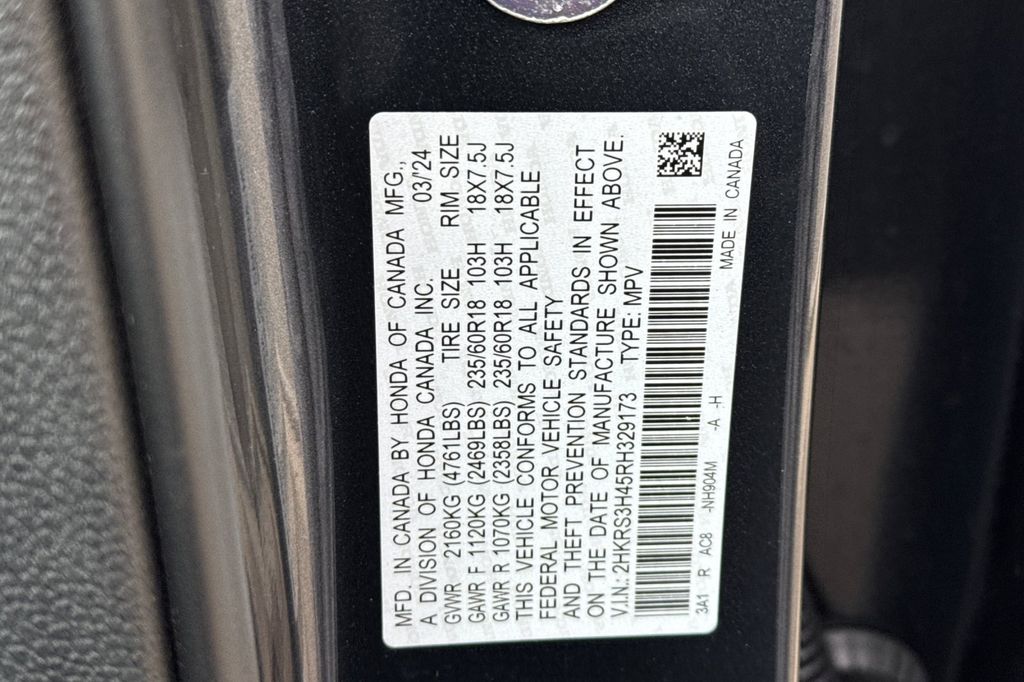 MFD. IN CANADA BY HONDA OF CANADA MFG.,
A DIVISION OF HONDA CANADA INC. 03/'24
GVWR 2160KG (4761LBS) TIRE SIZE RIM SIZE
GAWR F 1120KG (2469LBS) 235/60R18 103H 18X7.5J
GAWR R 1070KG (2358LBS) 235/60R18 103H 18X7.5J
THIS VEHICLE CONFORMS TO ALL APPLICABLE
FEDERAL MOTOR VEHICLE SAFETY
AND THEFT PREVENTION STANDARDS IN EFFECT
ON THE DATE OF MANUFACTURE SHOWN ABOVE.
V.I.N.: 2HKRS3H45RH329173 TYPE: MPV
3A1 R AC8 -NH904M -A -H
MADE IN CANADA